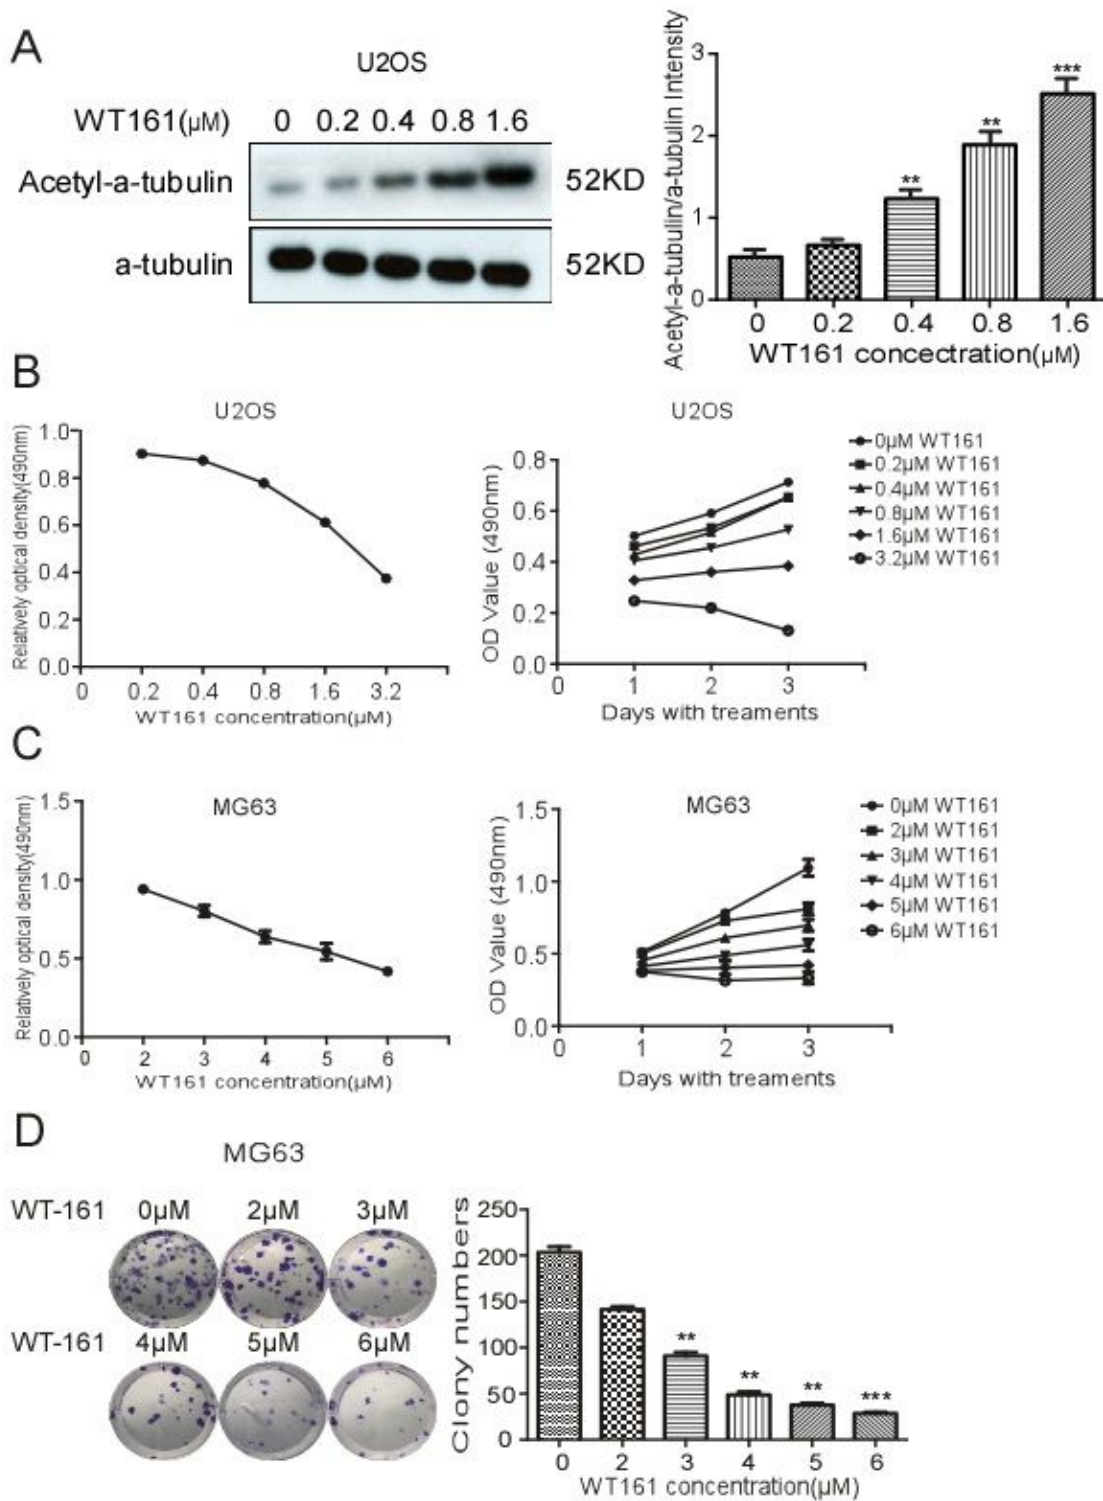 A
U2OS
WT161(µM) 0 0.2 0.4 0.8 1.6
Acetyl-a-tubulin 52KD
a-tubulin 52KD
Acetyl-a-tubulin/a-tubulin Intensity
3
2
1
0
** ** ***
0 0.2 0.4 0.8 1.6
WT161 concectration(µM)
B
U2OS
Relatively optical density(490nm)
1.0
0.8
0.6
0.4
0.2
0.0
0 0.2 0.4 0.8 1.6 3.2
WT161 concentration(µM)
U2OS
OD Value (490nm)
0.8
0.6
0.4
0.2
0.0
0 1 2 3
Days with treaments
0µM WT161
0.2µM WT161
0.4µM WT161
0.8µM WT161
1.6µM WT161
3.2µM WT161
C
MG63
Relatively optical density(490nm)
1.5
1.0
0.5
0.0
0 2 3 4 5 6
WT161 concentration(µM)
MG63
OD Value (490nm)
1.5
1.0
0.5
0.0
0 1 2 3
Days with treaments
0µM WT161
2µM WT161
3µM WT161
4µM WT161
5µM WT161
6µM WT161
D
MG63
WT-161 0µM 2µM 3µM
WT-161 4µM 5µM 6µM
Clony numbers
250
200
150
100
50
0
** ** ** ***
0 2 3 4 5 6
WT161 concentration(µM)